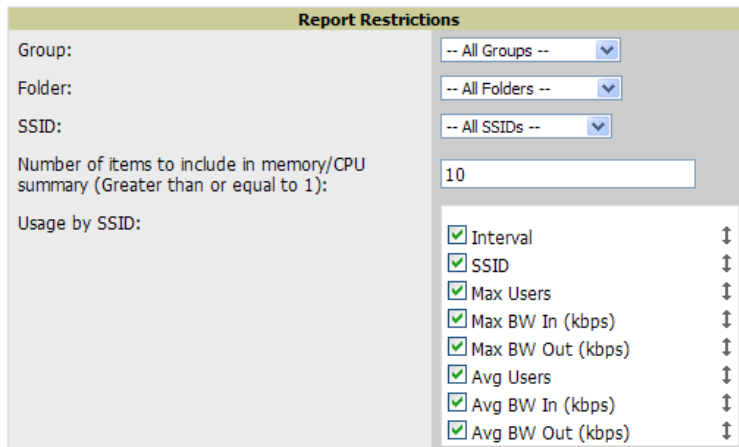 Report Restrictions
Group:
-- All Groups --
Folder:
-- All Folders --
SSID:
-- All SSIDs --
Number of items to include in memory/CPU
summary (Greater than or equal to 1):
10
Usage by SSID:
Interval
SSID
Max Users
Max BW In (kbps)
Max BW Out (kbps)
Avg Users
Avg BW In (kbps)
Avg BW Out (kbps)